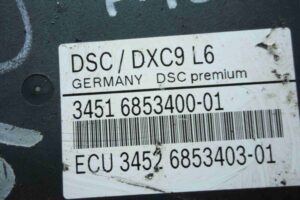 DSC / DXC9 L6
GERMANY DSC premium
3451 6853400-01
ECU 3452 6853403-01